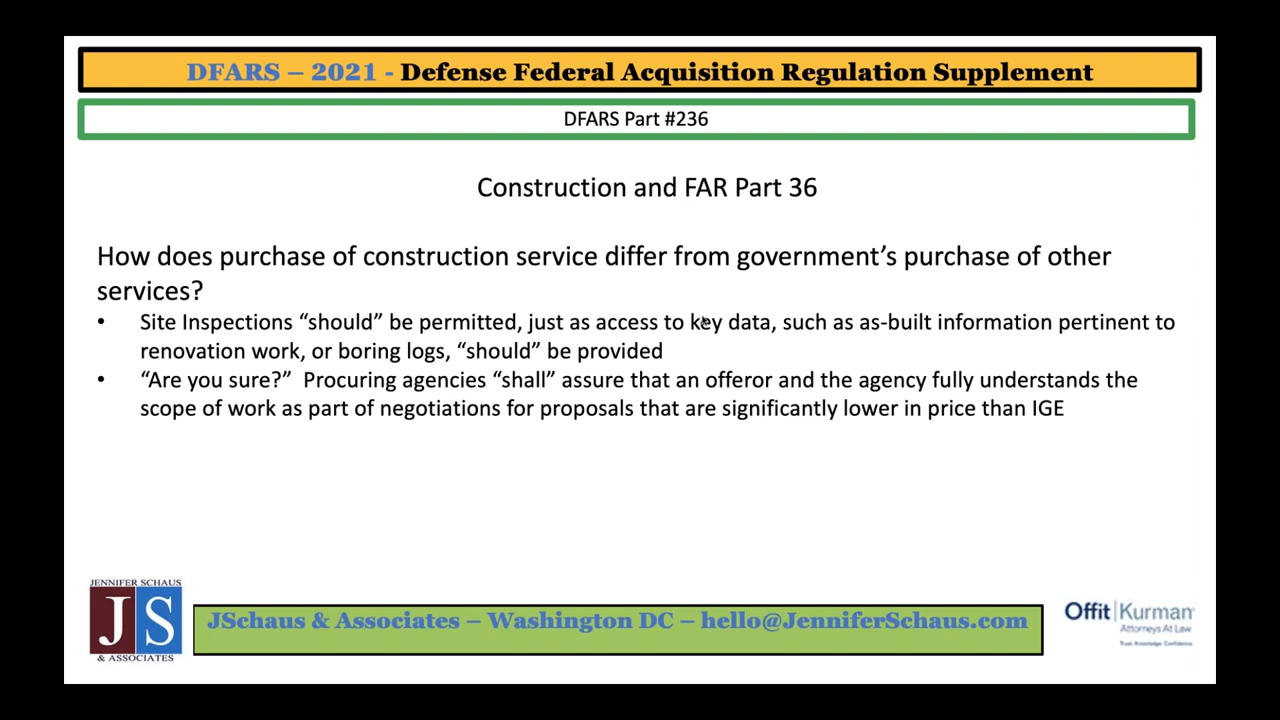 DFARS – 2021 - Defense Federal Acquisition Regulation Supplement
DFARS Part #236
Construction and FAR Part 36
How does purchase of construction service differ from government’s purchase of other
services?
• Site Inspections “should” be permitted, just as access to key data, such as as-built information pertinent to
renovation work, or boring logs, “should” be provided
• “Are you sure?” Procuring agencies “shall” assure that an offeror and the agency fully understands the
scope of work as part of negotiations for proposals that are significantly lower in price than IGE
JENNIFER SCHAUS
JS
& ASSOCIATES
JSchaus & Associates – Washington DC – hello@JenniferSchaus.com
Offit|Kurman
Attorneys At Law
Trust. Knowledge. Confidence.